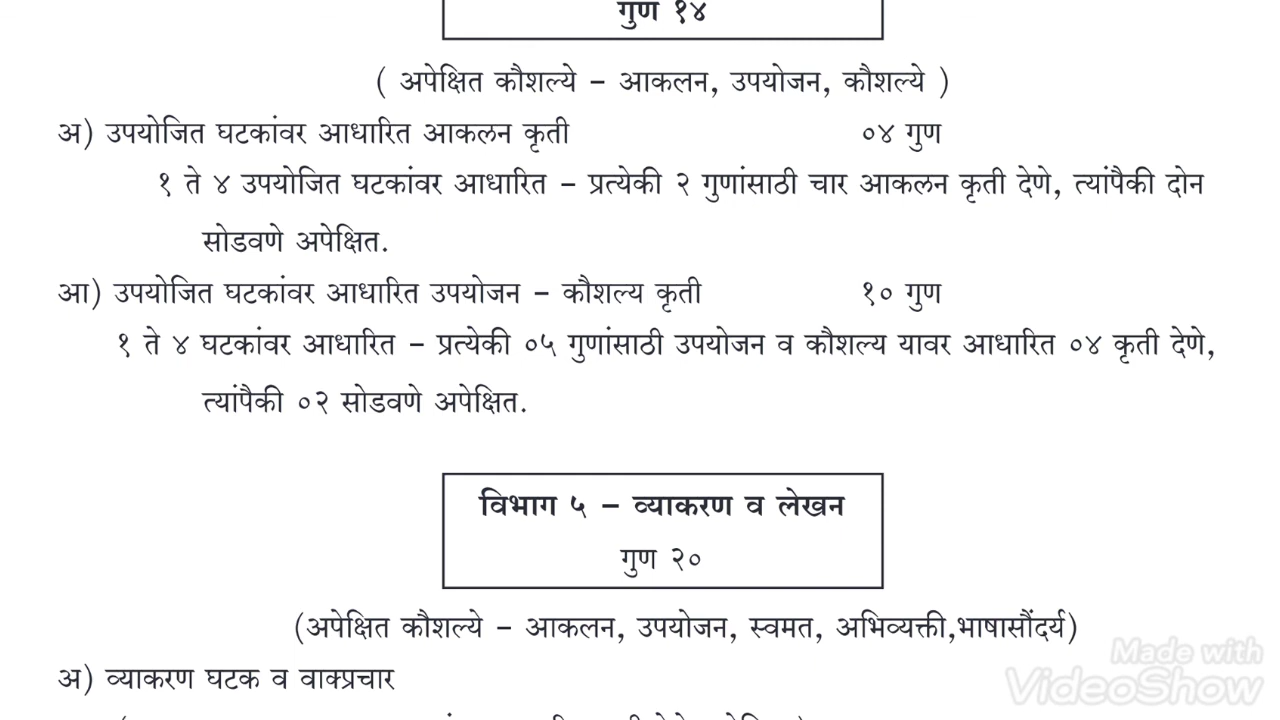 गुण १४
( अपेक्षित कौशल्ये – आकलन, उपयोजन, कौशल्ये )
अ) उपयोजित घटकांवर आधारित आकलन कृती ०४ गुण
१ ते ४ उपयोजित घटकांवर आधारित – प्रत्येकी २ गुणांसाठी चार आकलन कृती देणे, त्यांपैकी दोन
सोडवणे अपेक्षित.
आ) उपयोजित घटकांवर आधारित उपयोजन – कौशल्य कृती १० गुण
१ ते ४ घटकांवर आधारित – प्रत्येकी ०५ गुणांसाठी उपयोजन व कौशल्य यावर आधारित ०४ कृती देणे,
त्यांपैकी ०२ सोडवणे अपेक्षित.
विभाग ५ – व्याकरण व लेखन
गुण २०
(अपेक्षित कौशल्ये – आकलन, उपयोजन, स्वमत, अभिव्यक्ती,भाषासौंदर्य)
अ) व्याकरण घटक व वाक्प्रचार
Made with
VideoShow